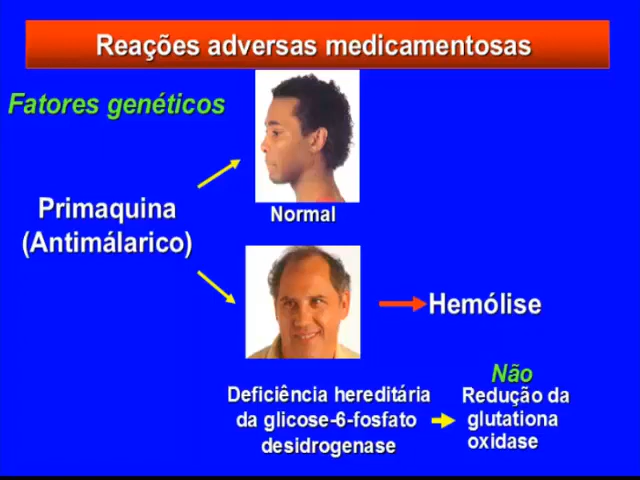 Reações adversas medicamentosas
Fatores genéticos
Primaquina
(Antimálarico)
Normal
Hemólise
Deficiência hereditária
da glicose-6-fosfato
desidrogenase
Não
Redução da
glutationa
oxidase